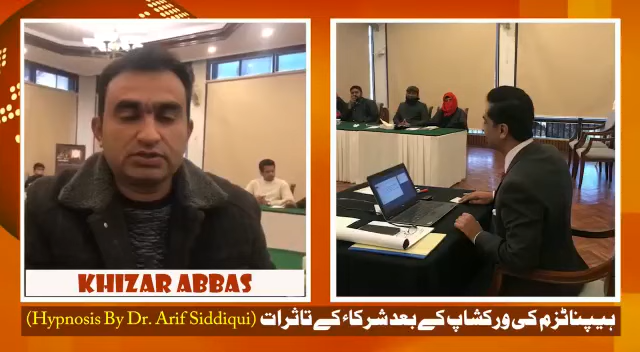 KHIZAR ABBAS
ہیپناٹزم کی ورکشاپ کے بعد شرکاء کے تاثرات (Hypnosis By Dr. Arif Siddiqui)